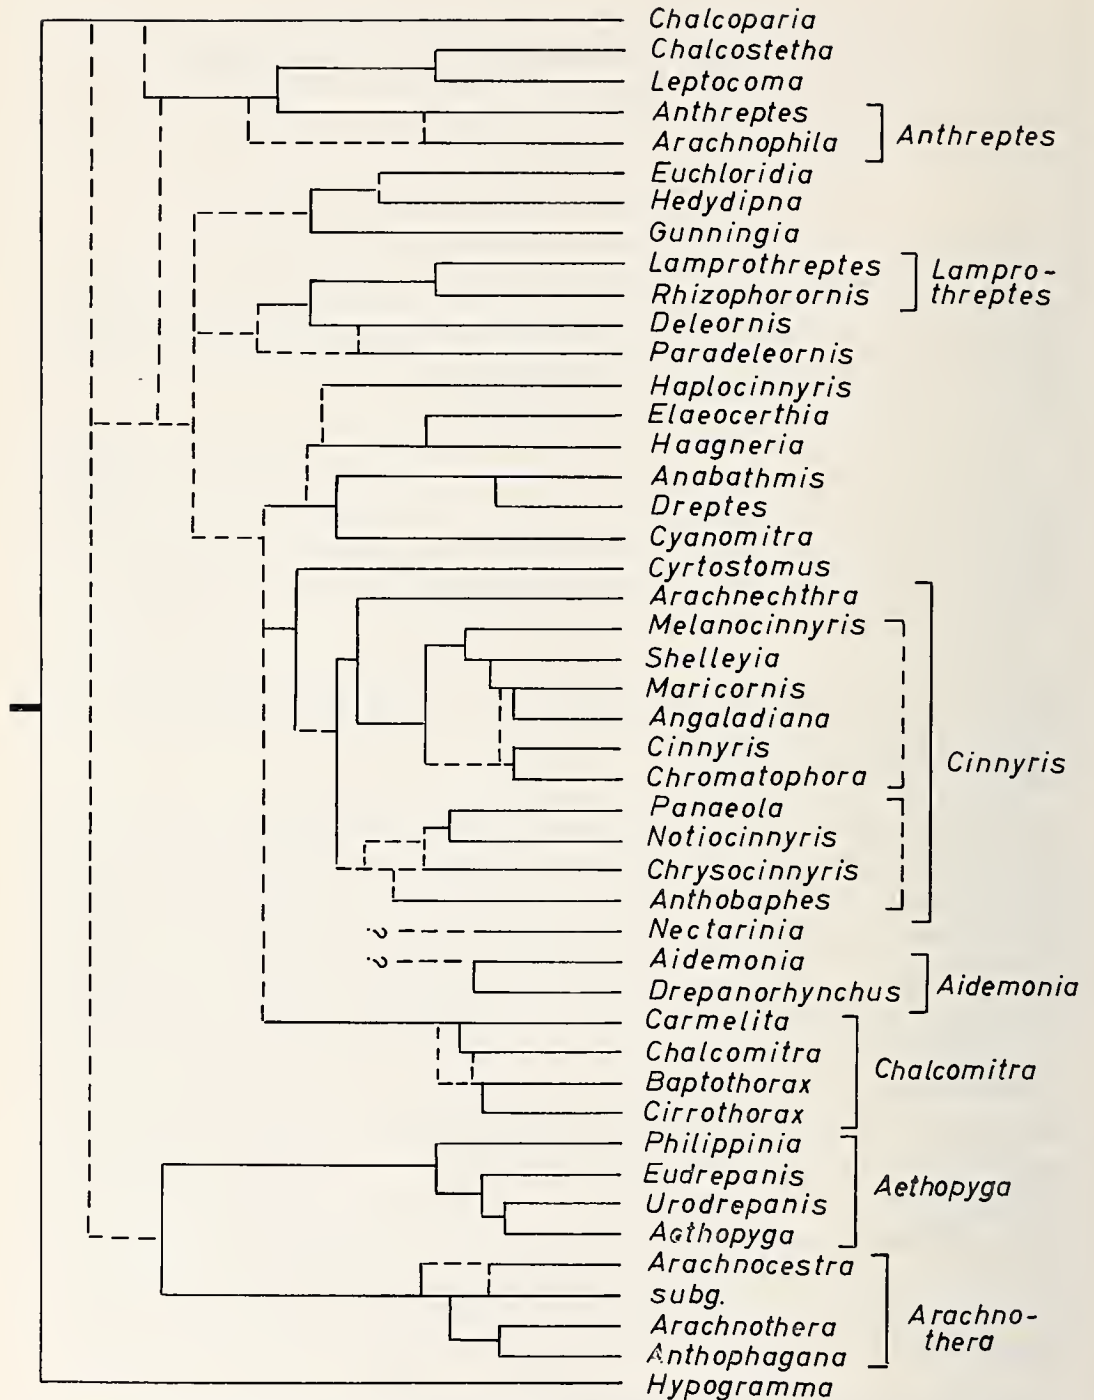 Chalcoparia
Chalcostetha
Leptocoma
Anthreptes
Arachnophila
Anthreptes
Euchloridia
Hedydipna
Gunningia
Lamprothreptes
Rhizophorornis
Lampro-
threptes
Deleornis
Paradeleornis
Haplocinnyris
Elaeocerthia
Haagneria
Anabathmis
Dreptes
Cyanomitra
Cyrtostomus
Arachnechthra
Melanocinnyris
Shelleyia
Maricornis
Angaladiana
Cinnyris
Chromatophora
Cinnyris
Panaeola
Notiocinnyris
Chrysocinnyris
Anthobaphes
? Nectarinia
? Aidemonia
Drepanorhynchus
Aidemonia
Carmelita
Chalcomitra
Baptothorax
Cirrothorax
Chalcomitra
Philippinia
Eudrepanis
Urodrepanis
Aethopyga
Aethopyga
Arachnocestra
subg.
Arachnothera
Anthophagana
Arachno-
thera
Hypogramma